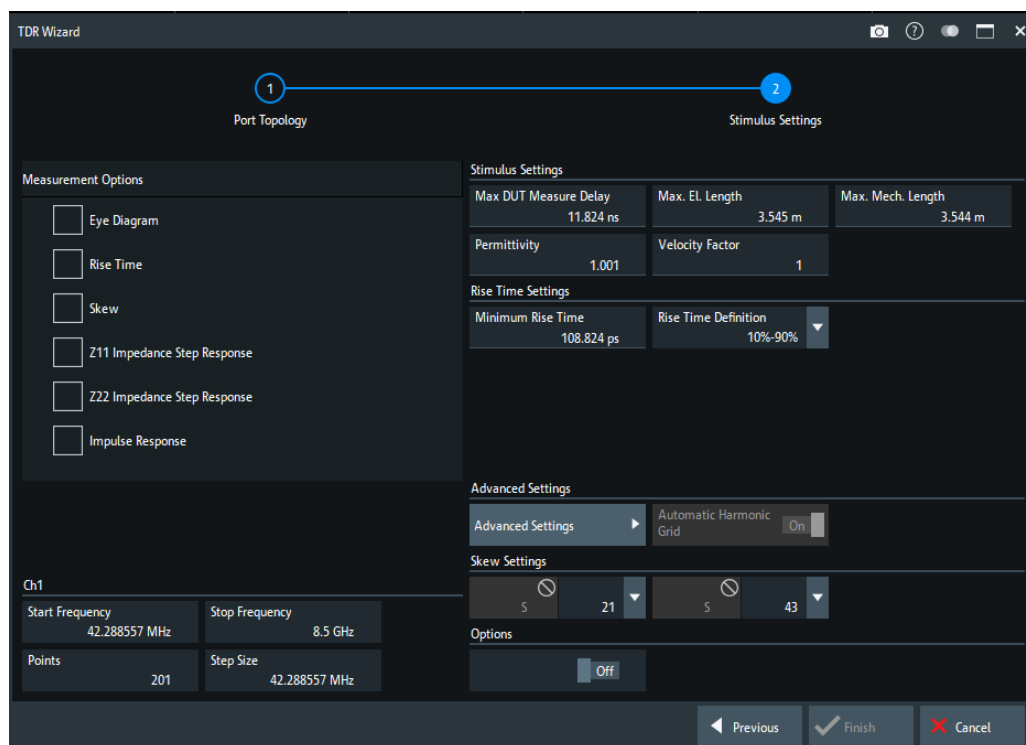 TDR Wizard
1
2
Port Topology
Stimulus Settings
Measurement Options
Eye Diagram
Rise Time
Skew
Z11 Impedance Step Response
Z22 Impedance Step Response
Impulse Response
Ch1
Start Frequency
42.288557 MHz
Stop Frequency
8.5 GHz
Points
201
Step Size
42.288557 MHz
Stimulus Settings
Max DUT Measure Delay
11.824 ns
Max. El. Length
3.545 m
Max. Mech. Length
3.544 m
Permittivity
1.001
Velocity Factor
1
Rise Time Settings
Minimum Rise Time
108.824 ps
Rise Time Definition
10%-90%
Advanced Settings
Advanced Settings
Automatic Harmonic
Grid
On
Skew Settings
S
21
S
43
Options
Off
Previous
Finish
Cancel